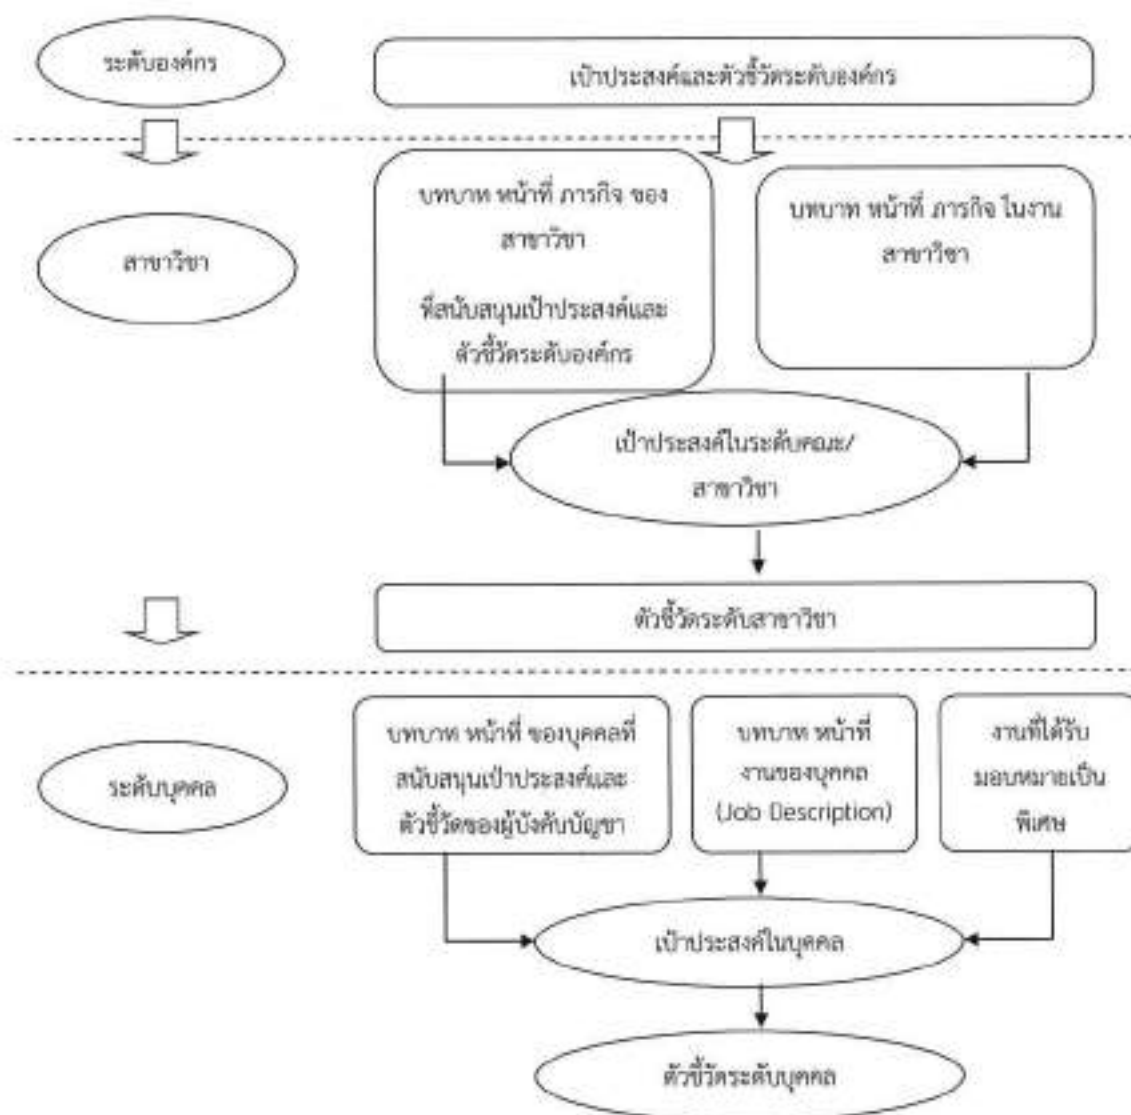 ระดับองค์กร
เป้าประสงค์และตัวชี้วัดระดับองค์กร
สาขาวิชา
บทบาท หน้าที่ ภารกิจ ของ
สาขาวิชา
ที่สนับสนุนเป้าประสงค์และ
ตัวชี้วัดระดับองค์กร
บทบาท หน้าที่ ภารกิจ ในงาน
สาขาวิชา
เป้าประสงค์ในระดับคณะ/
สาขาวิชา
ตัวชี้วัดระดับสาขาวิชา
ระดับบุคคล
บทบาท หน้าที่ ของบุคคลที่
สนับสนุนเป้าประสงค์และ
ตัวชี้วัดของผู้บังคับบัญชา
บทบาท หน้าที่
งานของบุคคล
(Job Description)
งานที่ได้รับ
มอบหมายเป็น
พิเศษ
เป้าประสงค์ในบุคคล
ตัวชี้วัดระดับบุคคล